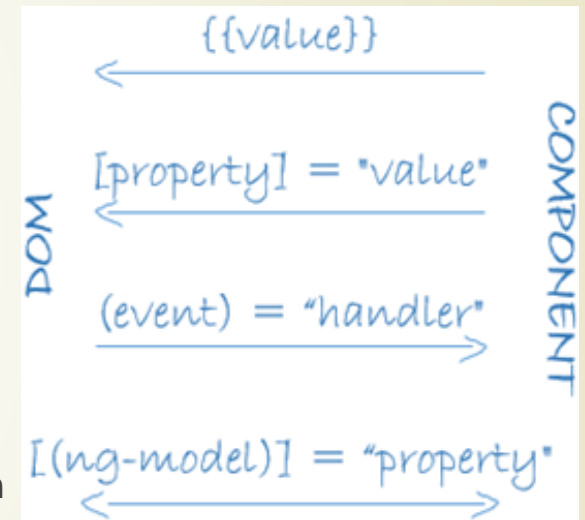 {{value}}
[property] = "value"
DOM
COMPONENT
(event) = "handler"
[(ng-model)] = "property"